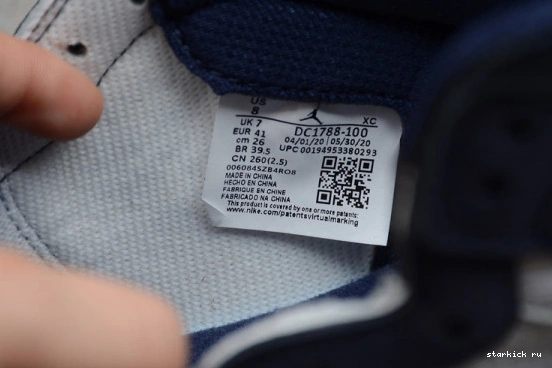 US
8
XC
UK 7
DC1788-100
EUR 41
04/01/20 05/30/20
cm 26
UPC 00194953380293
BR 39.5
CN 260(2.5)
0060845ZB4RO8
MADE IN CHINA
HECHO EN CHINA
FABRIQUE EN CHINE
FABRICADO NA CHINA
This product is covered by one or more patents:
www.nike.com/patentsvirtualmarking
starkick ru